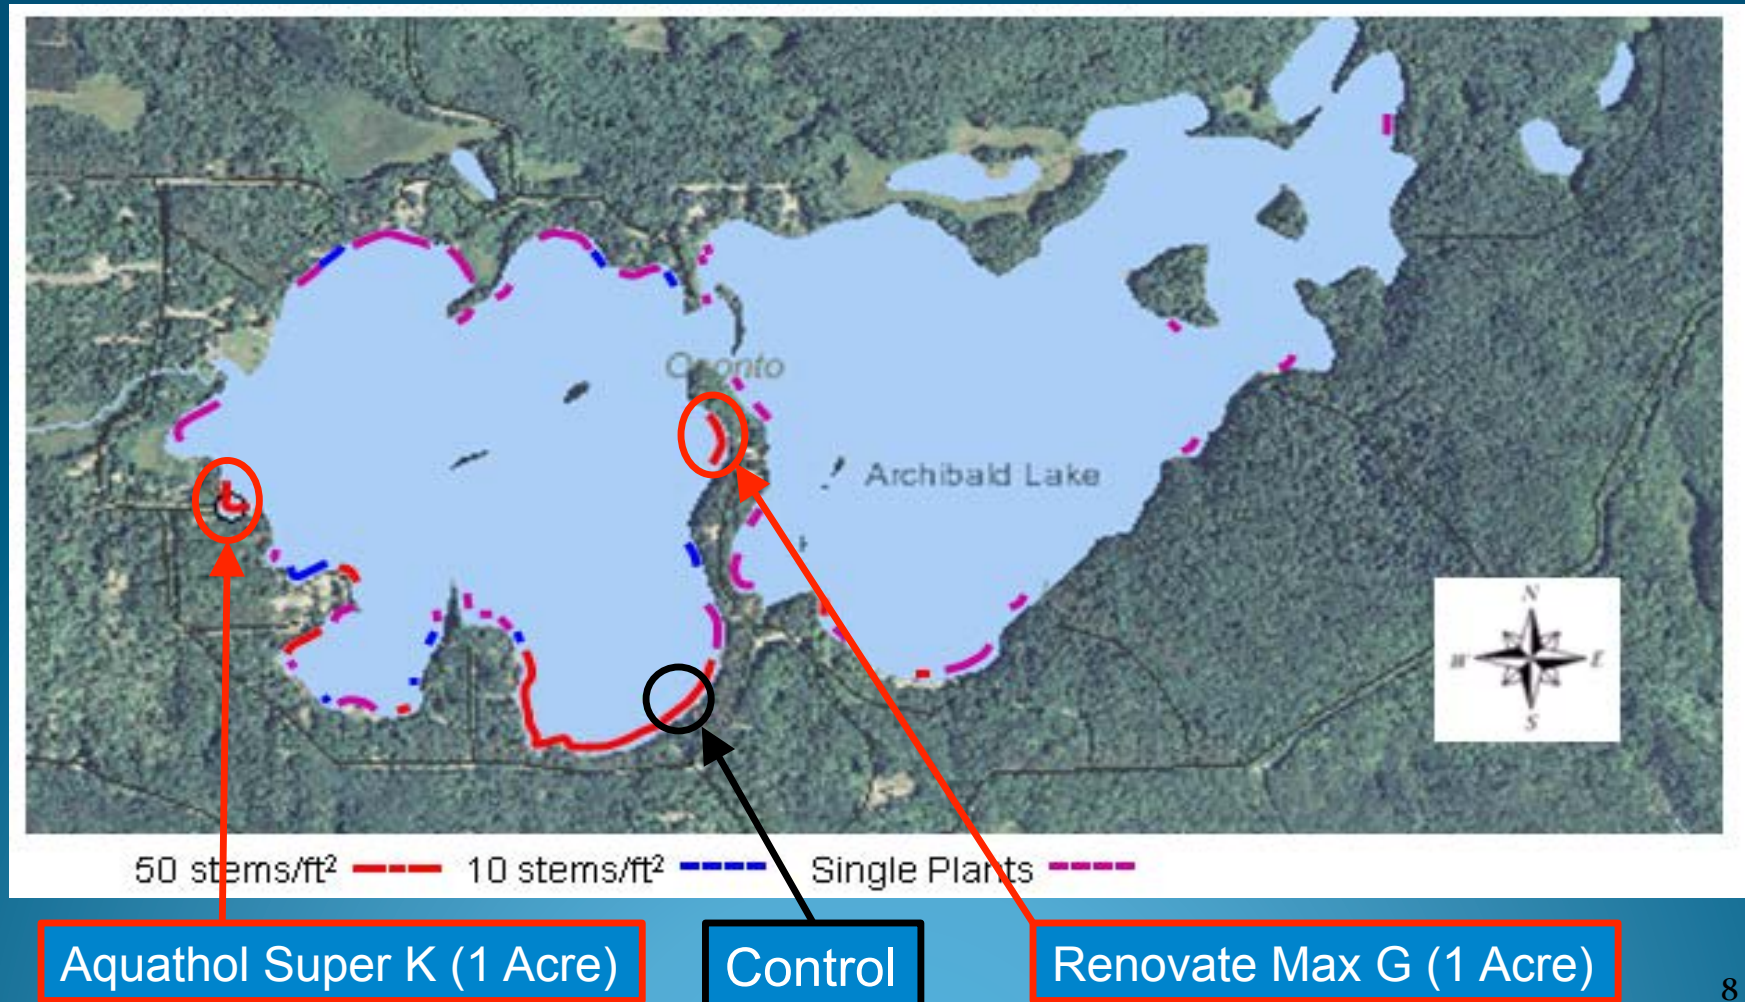 Oconto
Archibald Lake
N
W E
S
50 stems/ft² 10 stems/ft² Single Plants
Aquathol Super K (1 Acre) Control Renovate Max G (1 Acre)
8